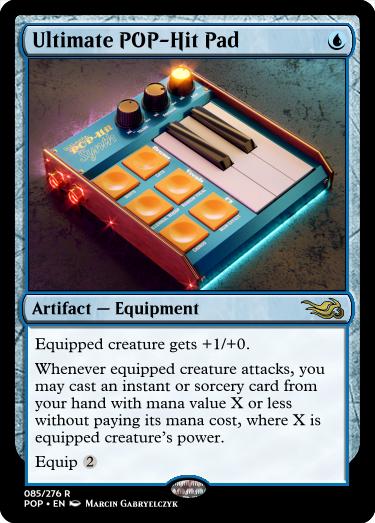 Ultimate POP-Hit Pad
POP-Hit
Synth
Artifact — Equipment
Equipped creature gets +1/+0.
Whenever equipped creature attacks, you
may cast an instant or sorcery card from
your hand with mana value X or less
without paying its mana cost, where X is
equipped creature's power.
Equip 2
085/276 R
POP • EN Marcin Gabryelczyk